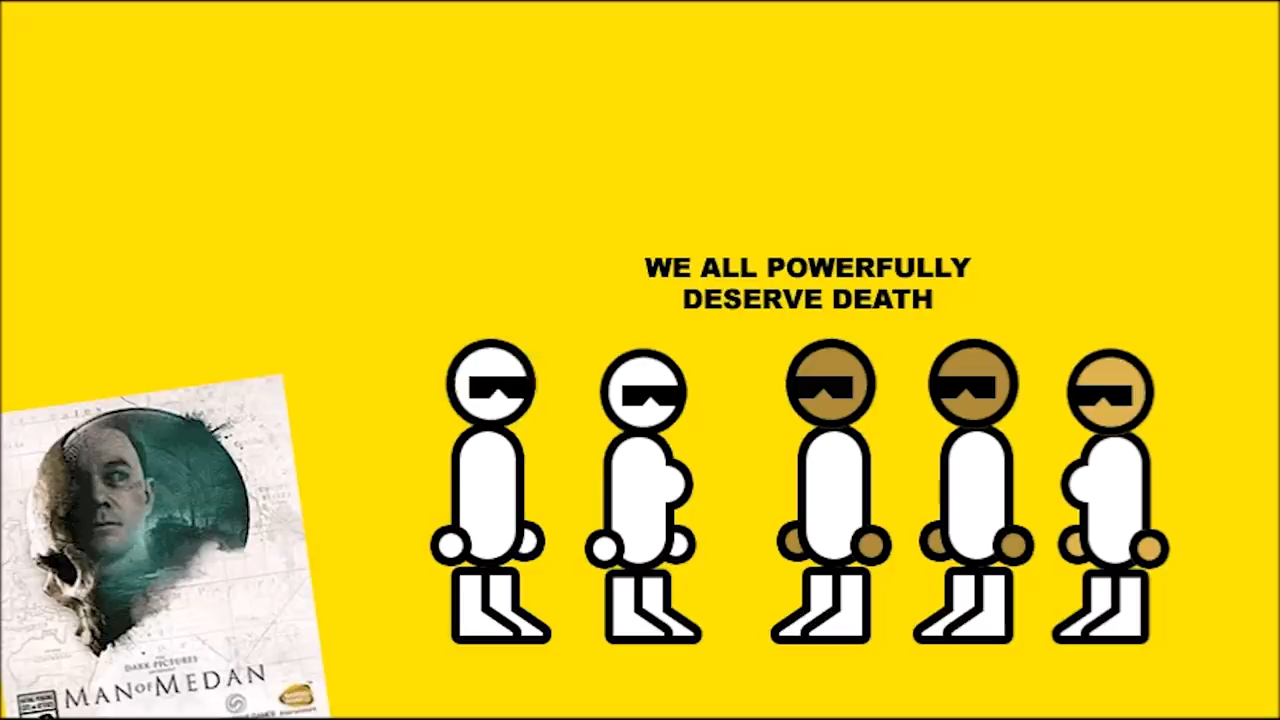 WE ALL POWERFULLY
DESERVE DEATH
THE
DARK PICTURES
MAN OF MEDAN